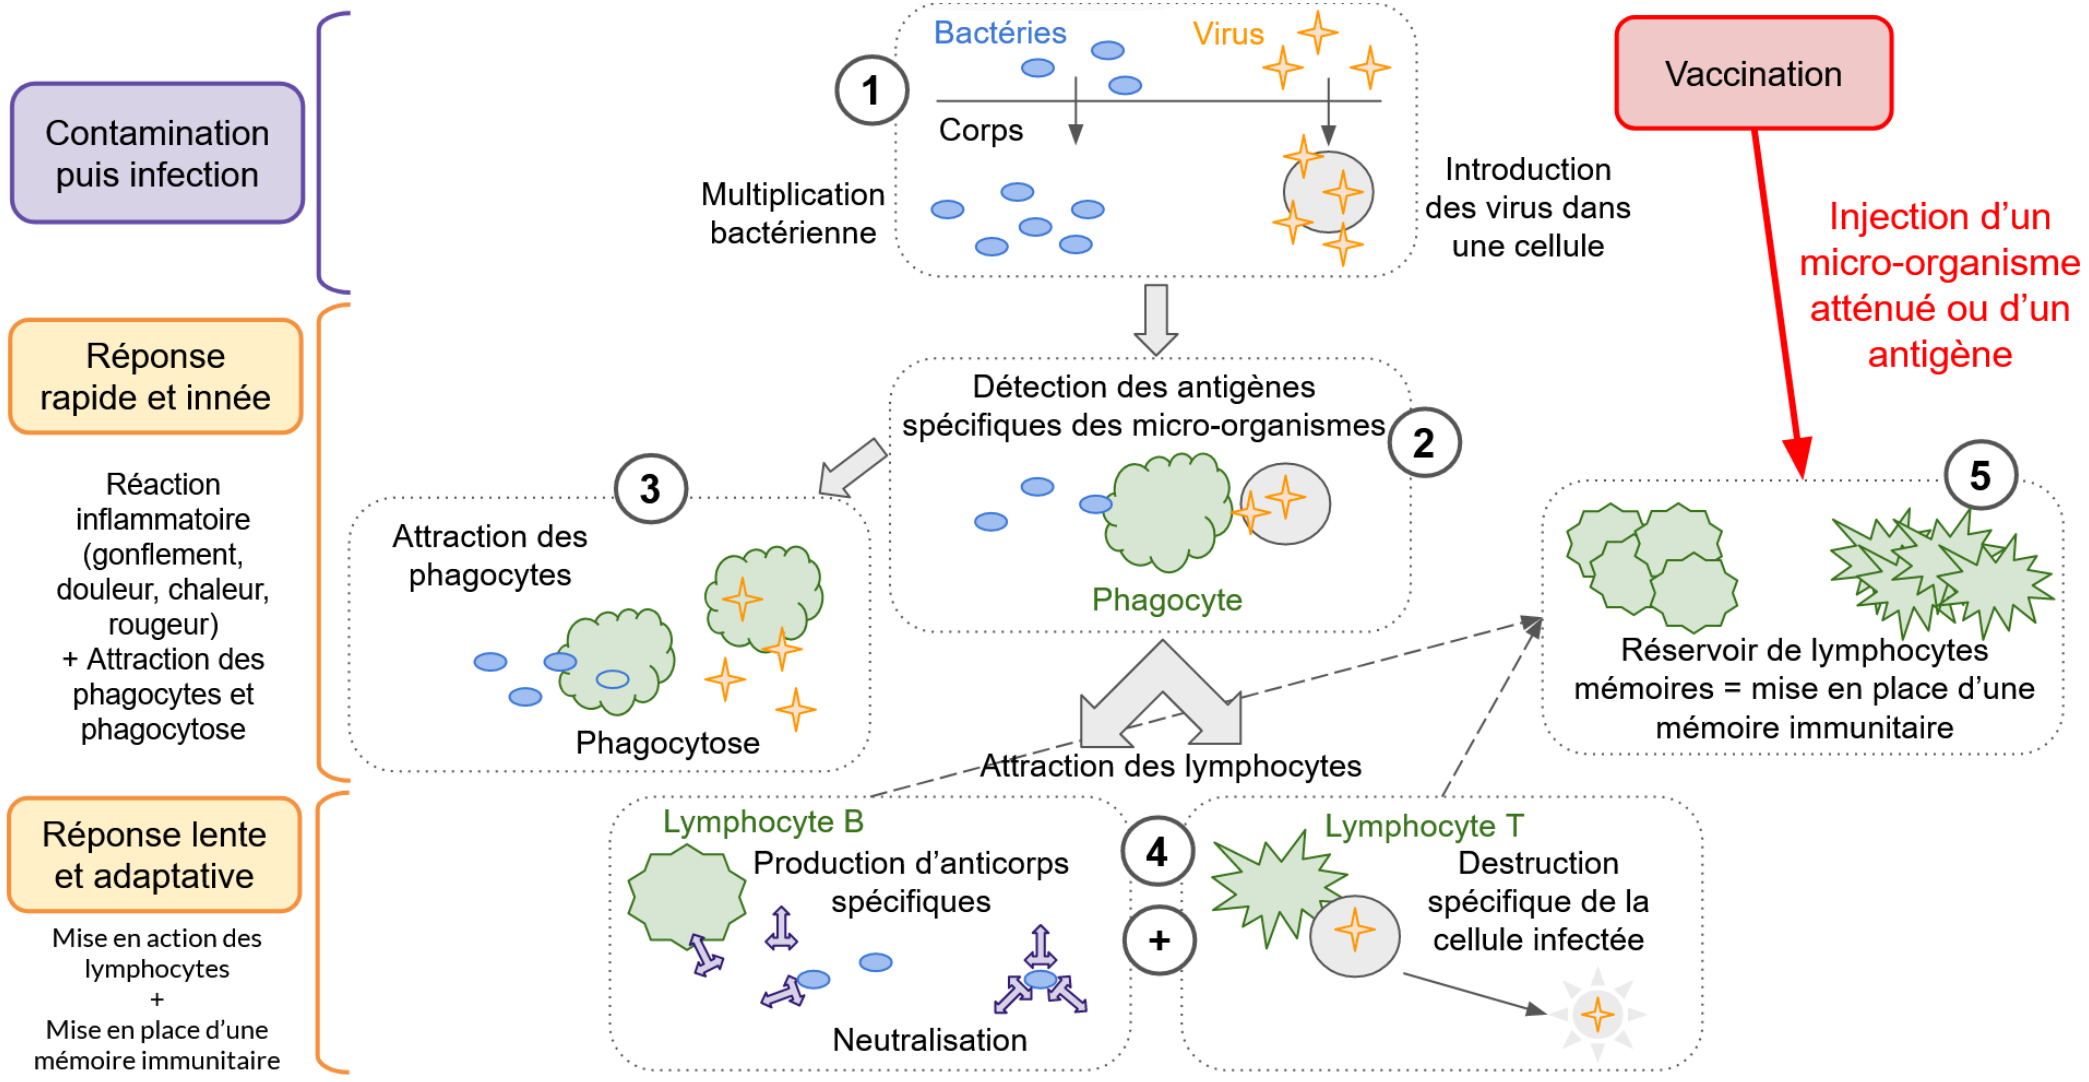 Contamination
puis infection
Réponse
rapide et innée
Réaction
inflammatoire
(gonflement,
douleur, chaleur,
rougeur)
+ Attraction des
phagocytes et
phagocytose
Réponse lente
et adaptative
Mise en action des
lymphocytes
+
Mise en place d’une
mémoire immunitaire
1
Bactéries
Virus
Corps
Multiplication
bactérienne
Introduction
des virus dans
une cellule
2
Détection des antigènes
spécifiques des micro-organismes
Phagocyte
3
Attraction des
phagocytes
Phagocytose
Attraction des lymphocytes
4
+
Lymphocyte B
Production d’anticorps
spécifiques
Neutralisation
Lymphocyte T
Destruction
spécifique de la
cellule infectée
Vaccination
Injection d’un
micro-organisme
atténué ou d’un
antigène
5
Réservoir de lymphocytes
mémoires = mise en place d’une
mémoire immunitaire